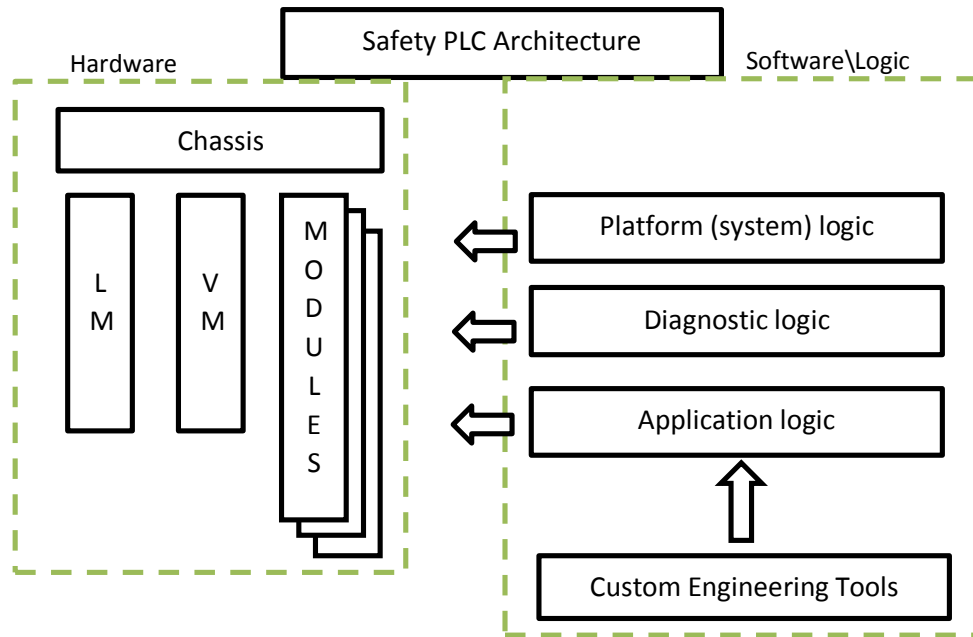 Safety PLC Architecture
Hardware
Software\Logic
Chassis
L
M
V
M
M
O
D
U
L
E
S
Platform (system) logic
Diagnostic logic
Application logic
Custom Engineering Tools